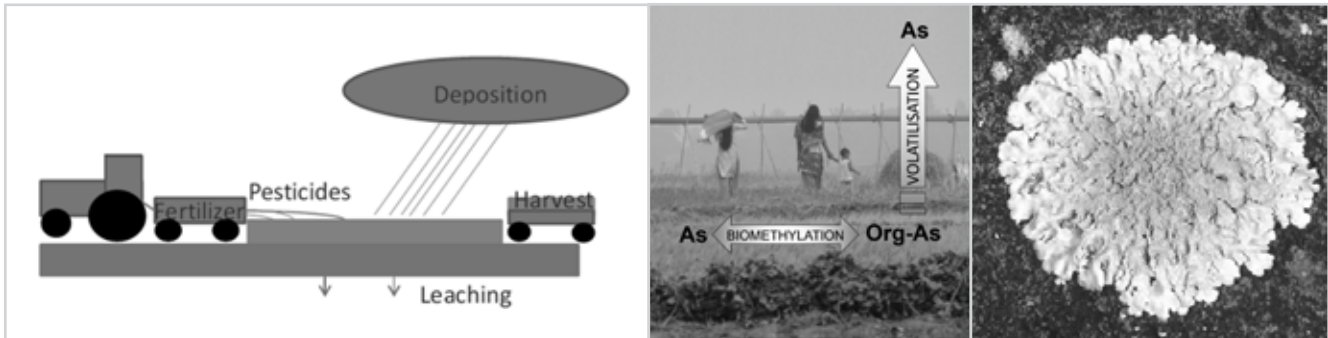 Deposition
Pesticides
Fertilizer
Harvest
Leaching
As
VOLATILISATION
As
BIOMETHYLATION
Org-As